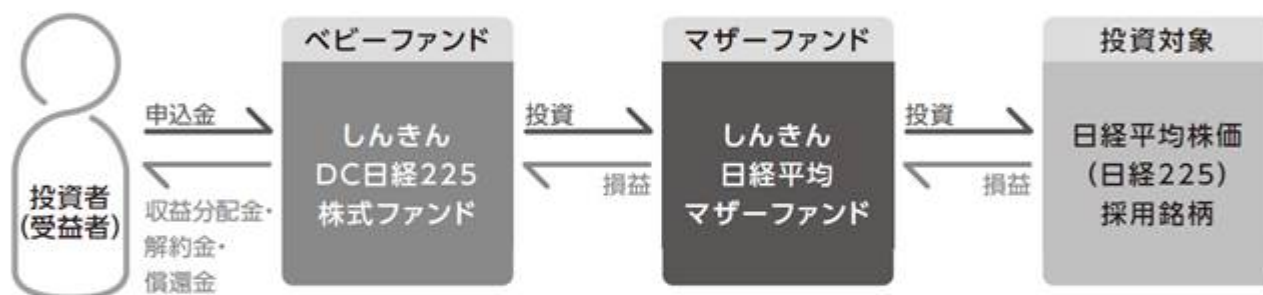 投資者
(受益者)
申込金
収益分配金・
解約金・
償還金
ベビーファンド
しんきん
DC日経225
株式ファンド
投資
損益
マザーファンド
しんきん
日経平均
マザーファンド
投資
損益
投資対象
日経平均株価
(日経225)
採用銘柄